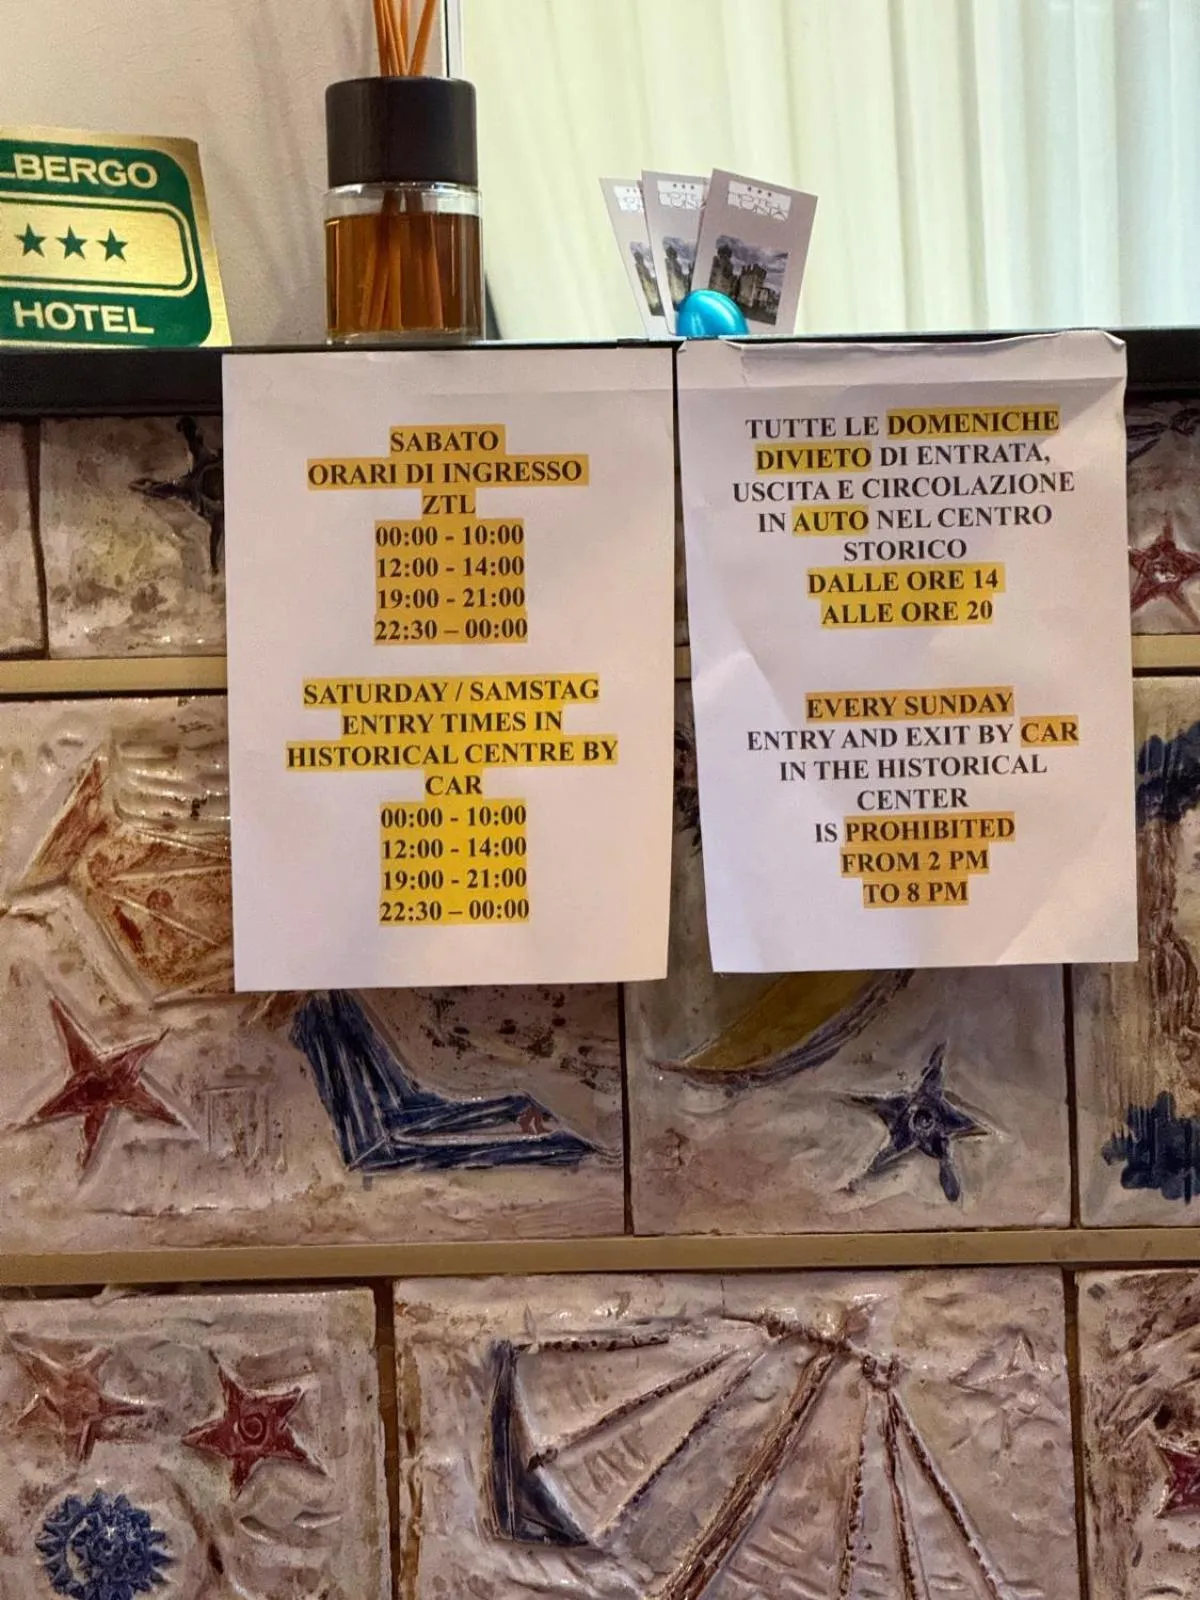 LBERGO
★★★
HOTEL
SABATO
ORARI DI INGRESSO
ZTL
00:00 - 10:00
12:00 - 14:00
19:00 - 21:00
22:30 – 00:00
SATURDAY / SAMSTAG
ENTRY TIMES IN
HISTORICAL CENTRE BY
CAR
00:00 - 10:00
12:00 - 14:00
19:00 - 21:00
22:30 – 00:00
TUTTE LE DOMENICHE
DIVIETO DI ENTRATA,
USCITA E CIRCOLAZIONE
IN AUTO NEL CENTRO
STORICO
DALLE ORE 14
ALLE ORE 20
EVERY SUNDAY
ENTRY AND EXIT BY CAR
IN THE HISTORICAL
CENTER
IS PROHIBITED
FROM 2 PM
TO 8 PM